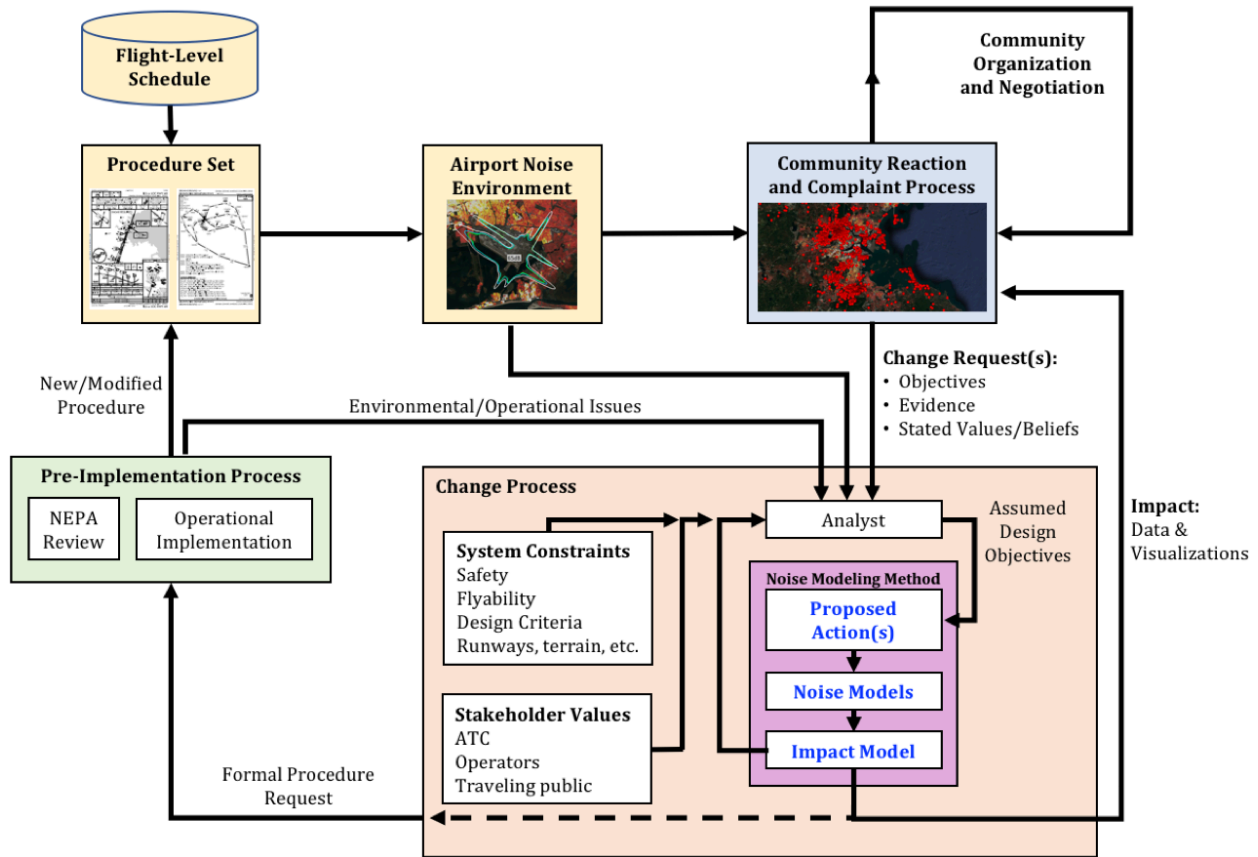 Flight-Level
Schedule
Community
Organization
and Negotiation
Procedure Set
Airport Noise
Environment
Community Reaction
and Complaint Process
New/Modified
Procedure
Environmental/Operational Issues
Change Request(s):
• Objectives
• Evidence
• Stated Values/Beliefs
Pre-Implementation Process
NEPA
Review
Operational
Implementation
Change Process
Analyst
Assumed
Design
Objectives
Impact:
Data &
Visualizations
System Constraints
Safety
Flyability
Design Criteria
Runways, terrain, etc.
Noise Modeling Method
Proposed
Action(s)
Noise Models
Impact Model
Stakeholder Values
ATC
Operators
Traveling public
Formal Procedure
Request